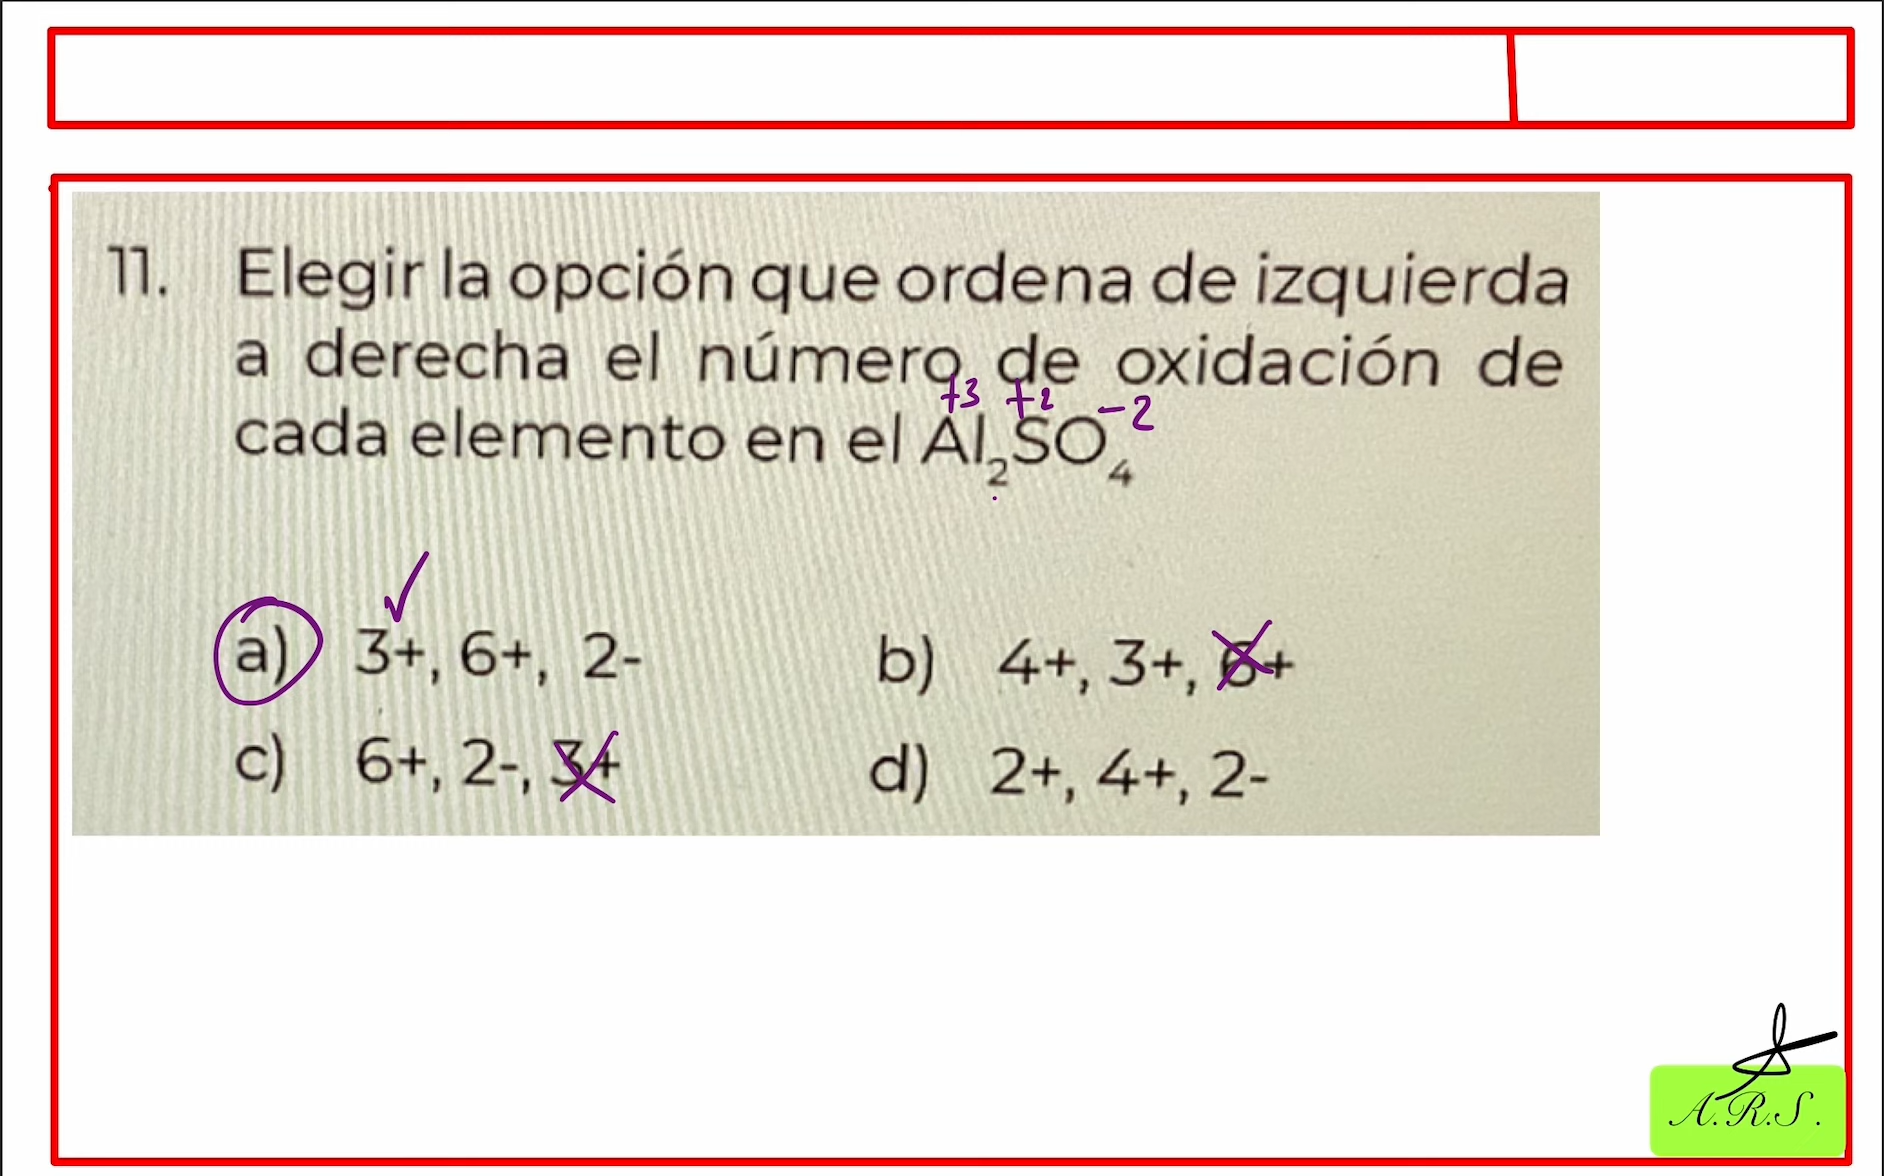 11. Elegir la opción que ordena de izquierda
a derecha el número de oxidación de
+3 +2 -2
cada elemento en el Al₂SO₄
a) 3+, 6+, 2- b) 4+, 3+, 6+
c) 6+, 2-, 3+ d) 2+, 4+, 2-
A.R.S.